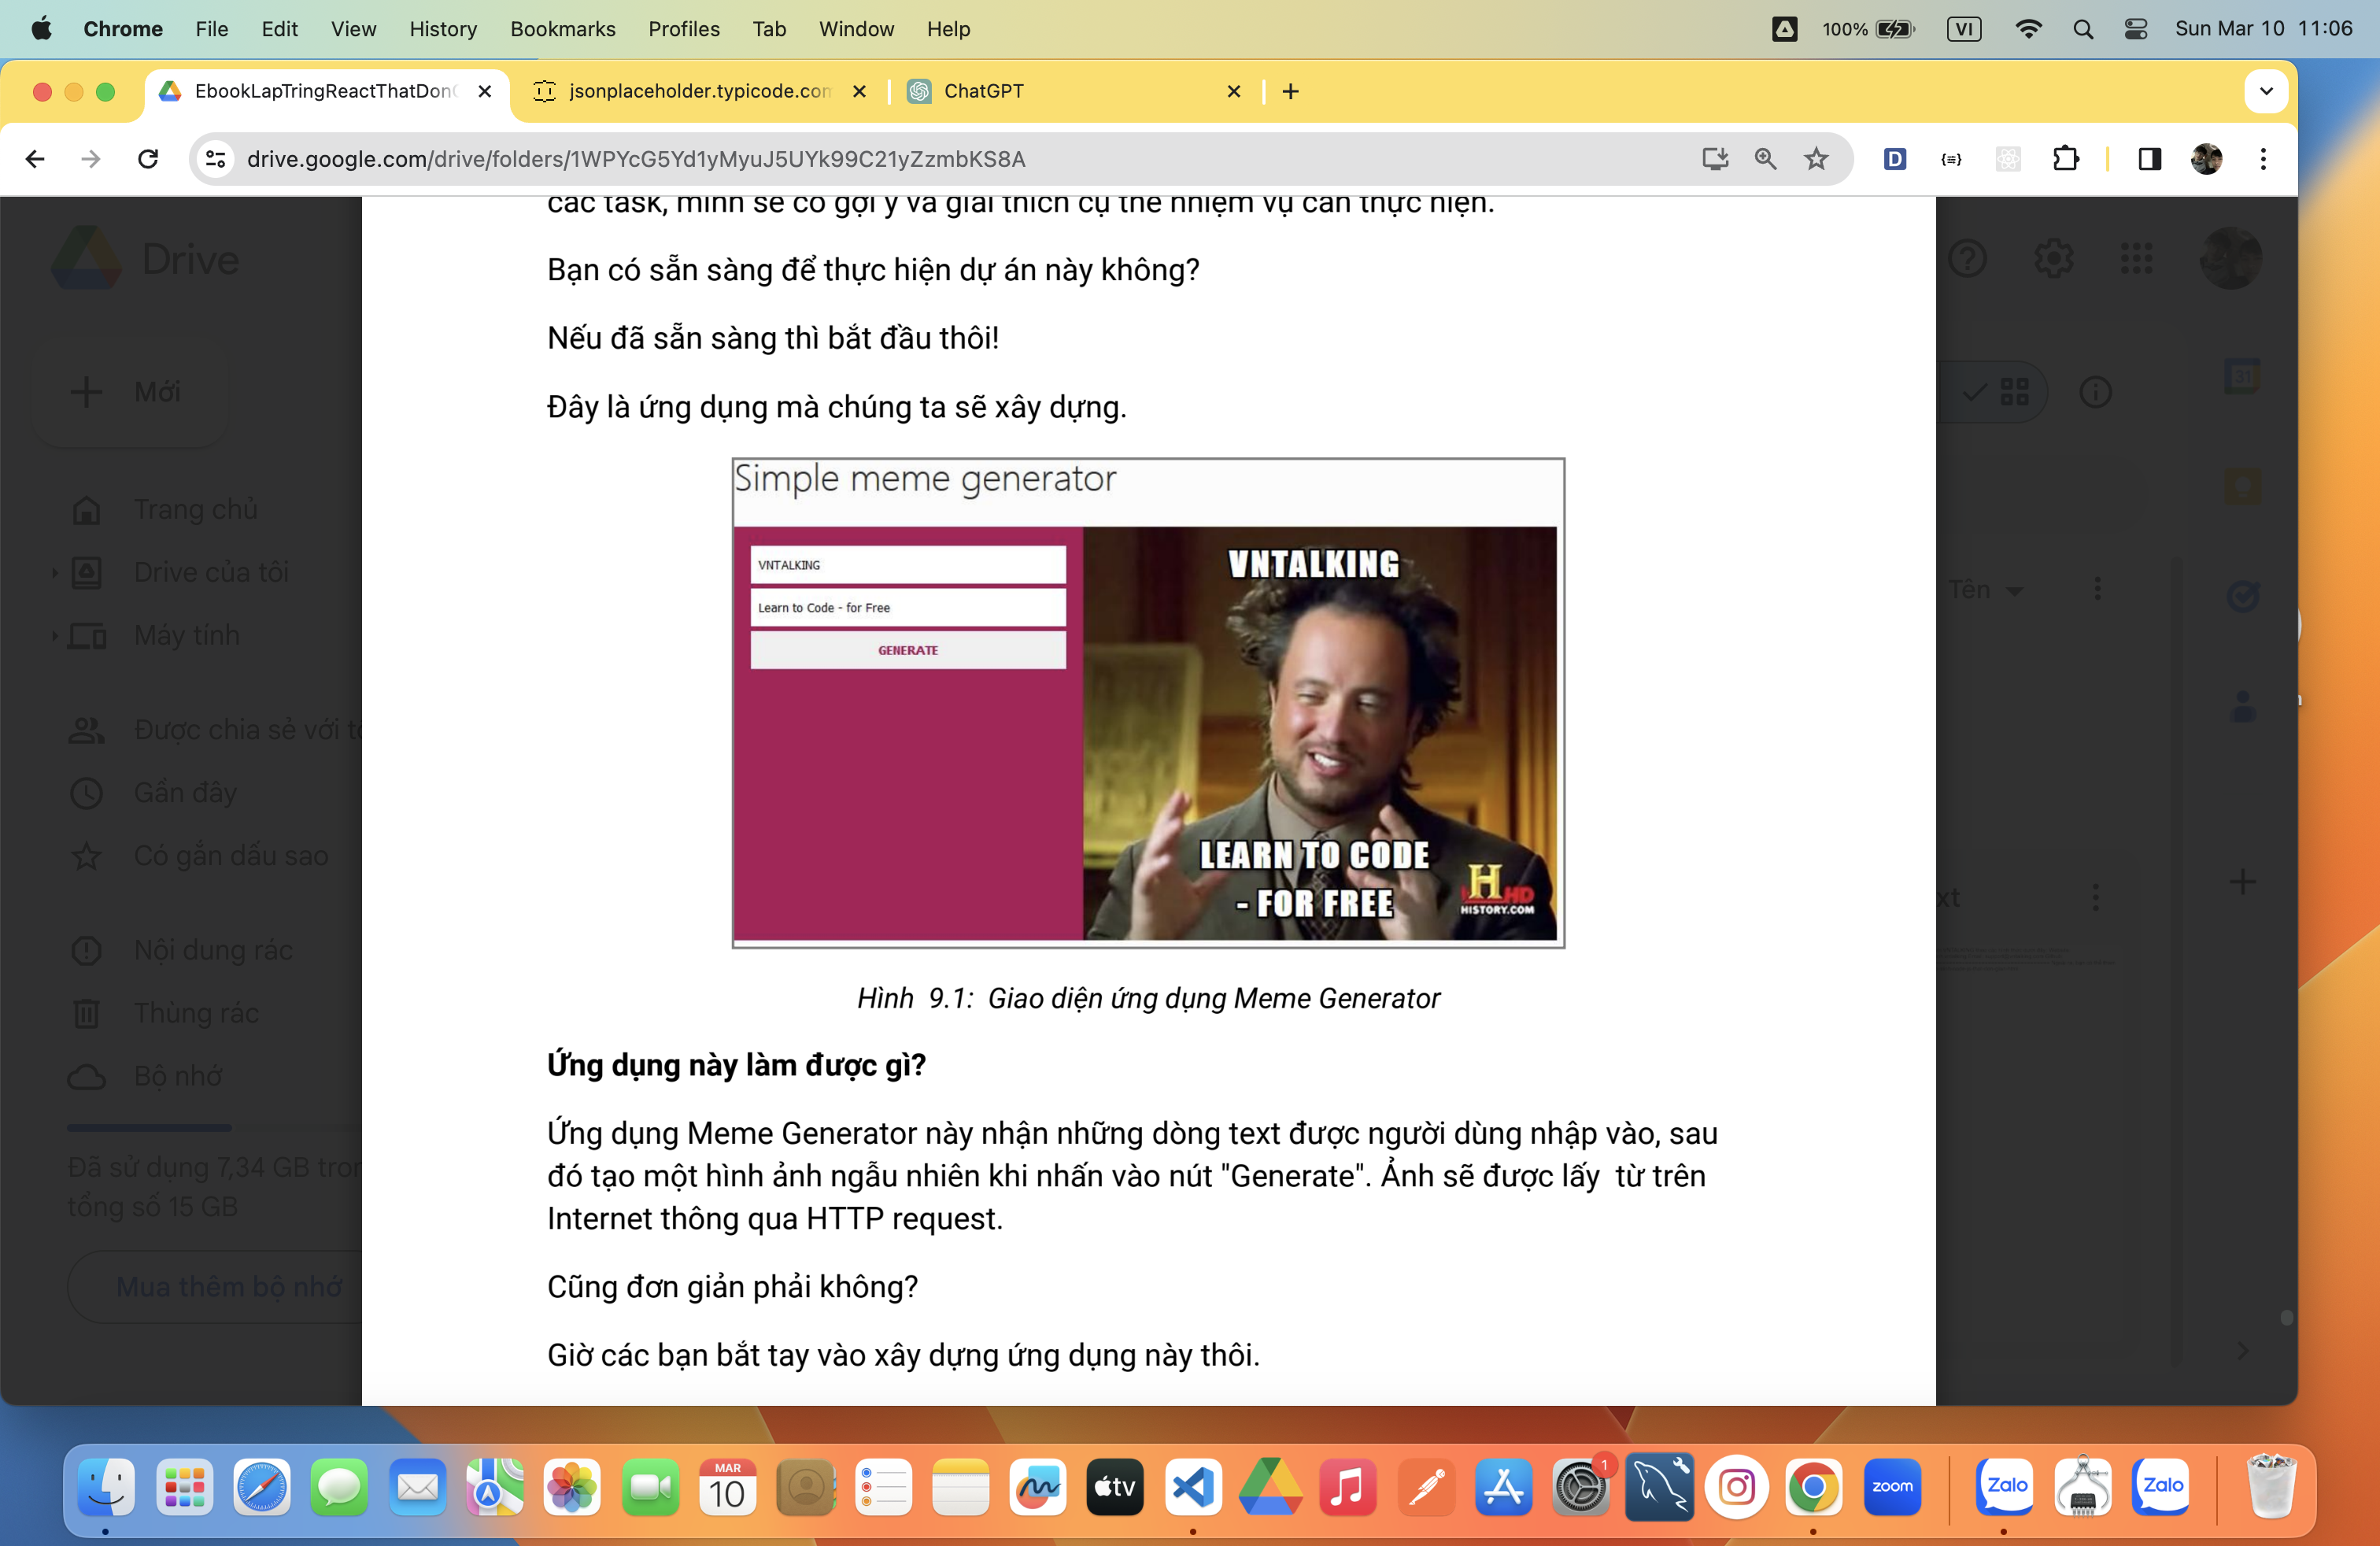 Chrome File Edit View History Bookmarks Profiles Tab Window Help 100% VI Sun Mar 10 11:06
EbookLapTringReactThatDon jsonplaceholder.typicode.com ChatGPT
drive.google.com/drive/folders/1WPYcG5Yd1yMyuJ5UYk99C21yZzmbKS8A
D
Drive
Mới
Trang chủ
Drive của tôi
Máy tính
Được chia sẻ với
Gần đây
Có gắn dấu sao
Nội dung rác
Thùng rác
Bộ nhớ
Đã sử dụng 7,34 GB
tổng số 15 GB
Mua thêm bộ nhớ
các task, mình sẽ có gợi ý và giải thích cụ thể nhiệm vụ cần thực hiện.
Bạn có sẵn sàng để thực hiện dự án này không?
Nếu đã sẵn sàng thì bắt đầu thôi!
Đây là ứng dụng mà chúng ta sẽ xây dựng.
Simple meme generator
VNTALKING
Learn to Code - for Free
GENERATE
VNTALKING
LEARN TO CODE
- FOR FREE
H HD
HISTORY.COM
Hình 9.1: Giao diện ứng dụng Meme Generator
Ứng dụng này làm được gì?
Ứng dụng Meme Generator này nhận những dòng text được người dùng nhập vào, sau
đó tạo một hình ảnh ngẫu nhiên khi nhấn vào nút "Generate". Ảnh sẽ được lấy từ trên
Internet thông qua HTTP request.
Cũng đơn giản phải không?
Giờ các bạn bắt tay vào xây dựng ứng dụng này thôi.
31
Tên
xt
MAR
10
tv
1
zoom
Zalo
Zalo